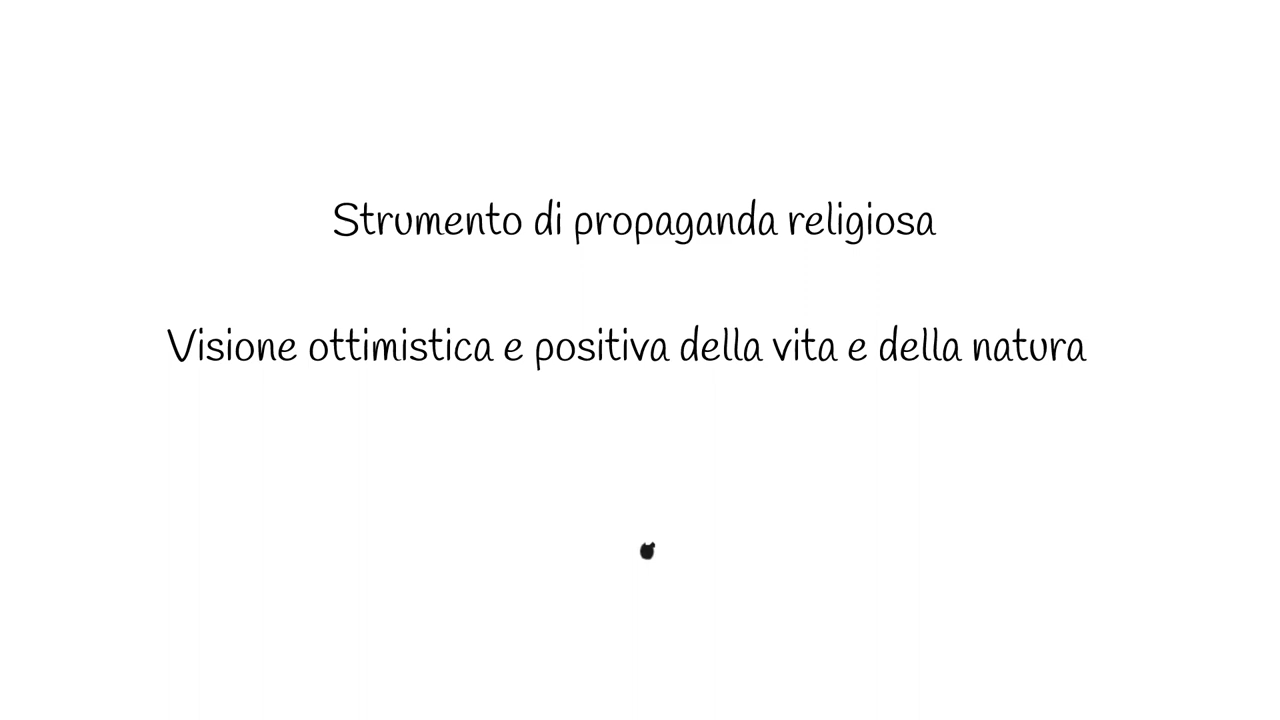 Strumento di propaganda religiosa
Visione ottimistica e positiva della vita e della natura